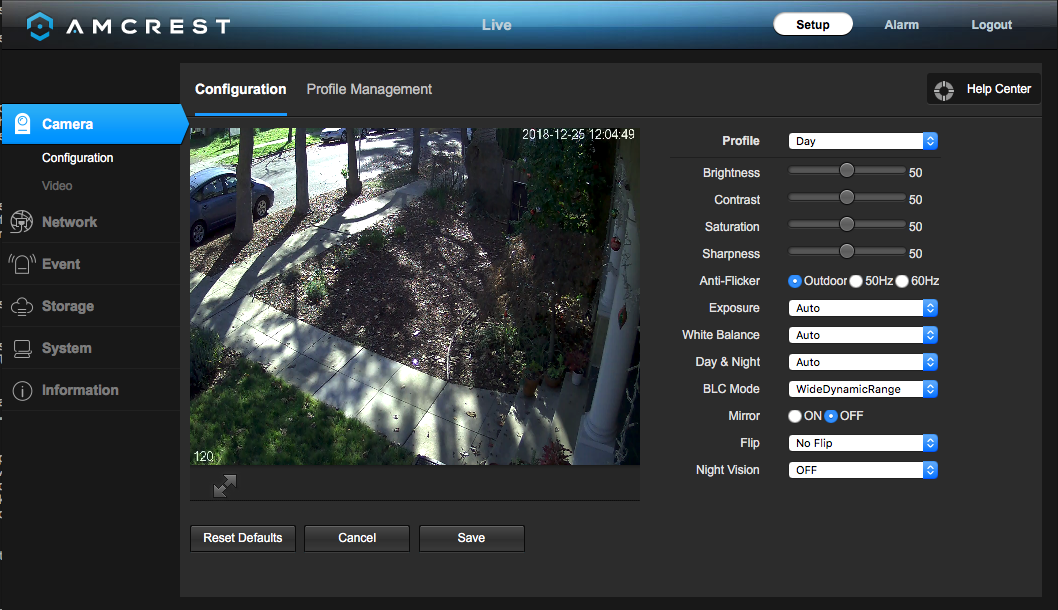 AMCREST
Live
Setup
Alarm
Logout
Configuration
Profile Management
Help Center
Camera
Configuration
Video
Network
Event
Storage
System
Information
2018-12-25 12:04:49
120
Profile Day
Brightness 50
Contrast 50
Saturation 50
Sharpness 50
Anti-Flicker Outdoor 50Hz 60Hz
Exposure Auto
White Balance Auto
Day & Night Auto
BLC Mode WideDynamicRange
Mirror ON OFF
Flip No Flip
Night Vision OFF
Reset Defaults
Cancel
Save